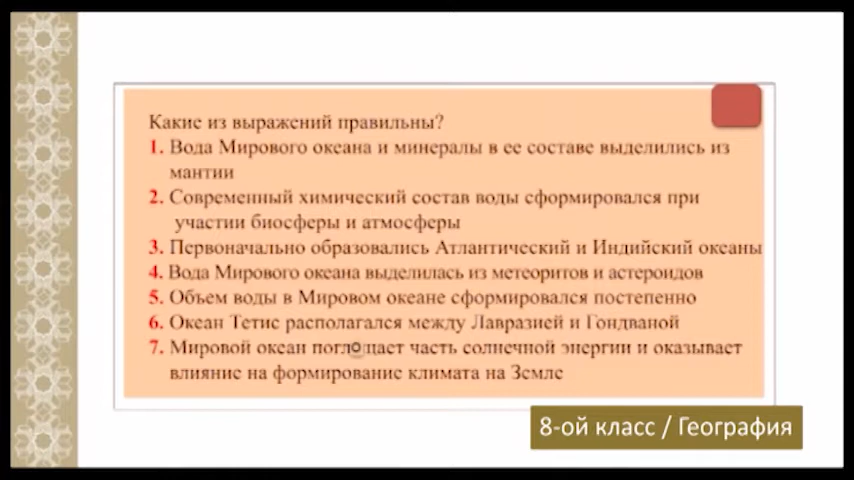 Какие из выражений правильны?
1. Вода Мирового океана и минералы в ее составе выделились из
мантии
2. Современный химический состав воды сформировался при
участии биосферы и атмосферы
3. Первоначально образовались Атлантический и Индийский океаны
4. Вода Мирового океана выделилась из метеоритов и астероидов
5. Объем воды в Мировом океане сформировался постепенно
6. Океан Тетис располагался между Лавразией и Гондваной
7. Мировой океан поглощает часть солнечной энергии и оказывает
влияние на формирование климата на Земле
8-ой класс / География